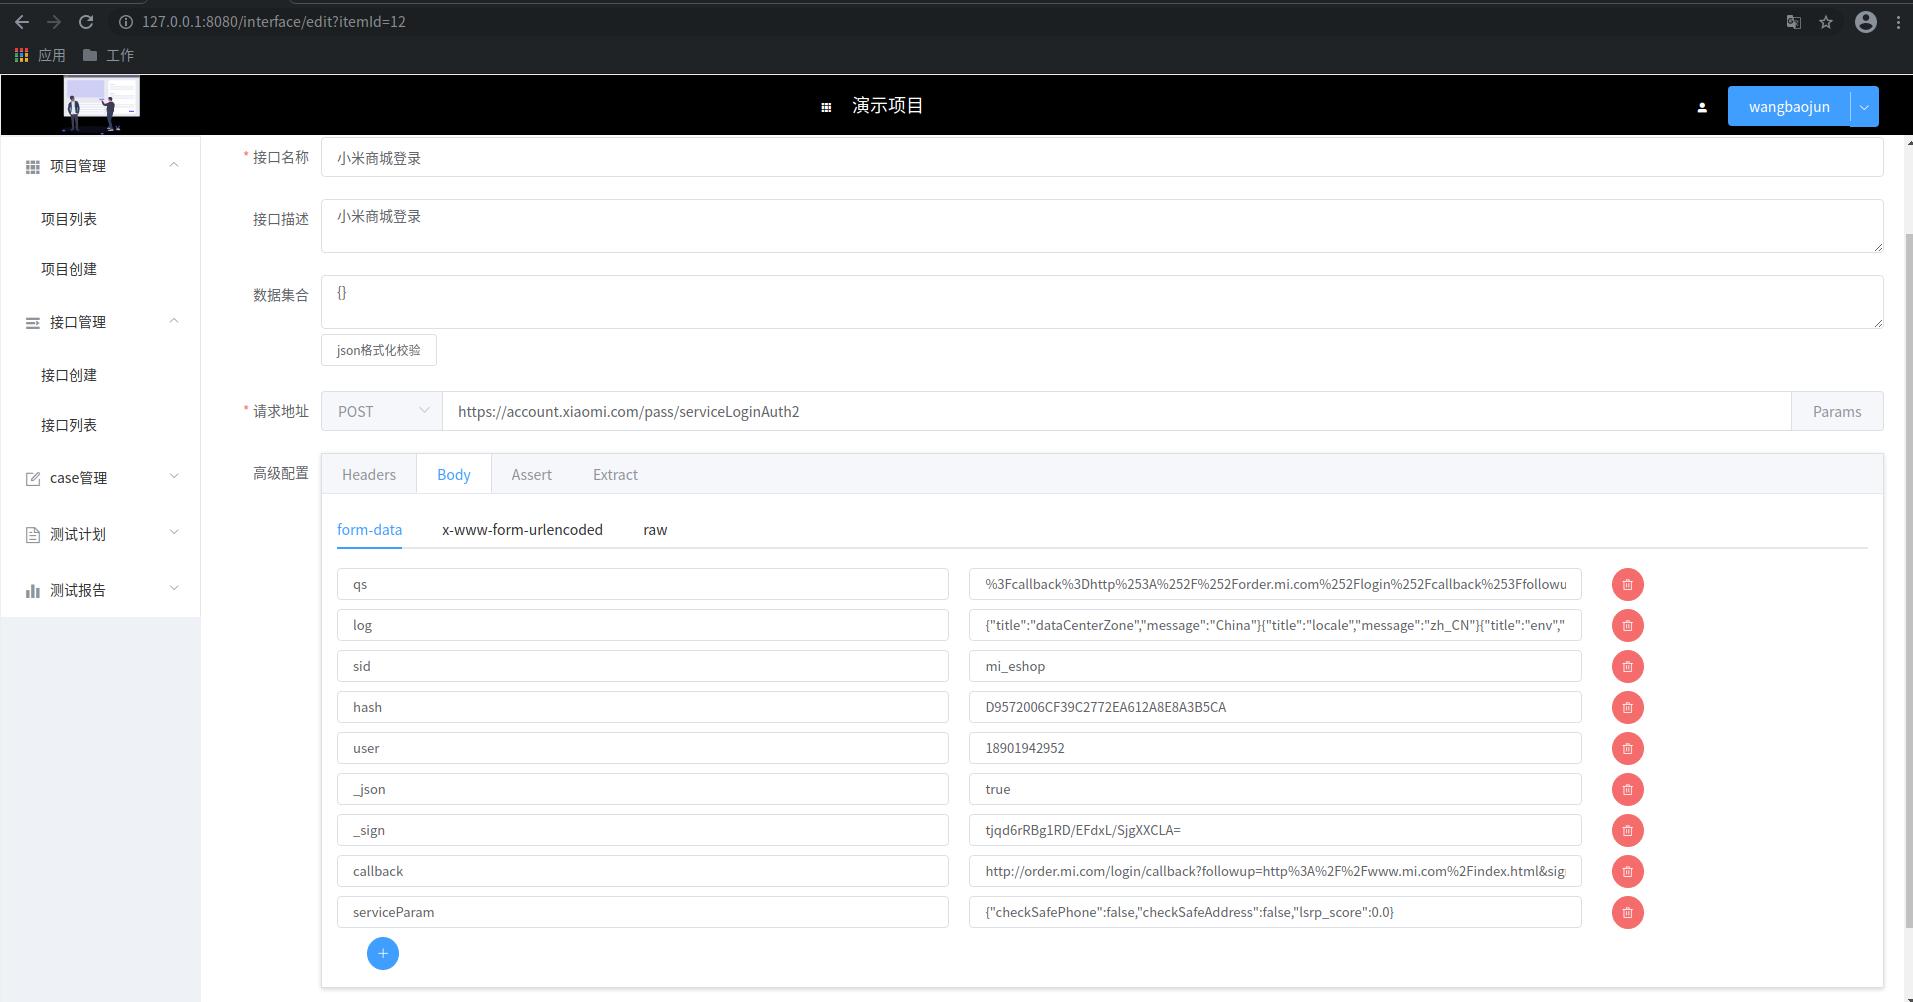 127.0.0.1:8080/interface/edit?itemId=12
应用 工作
演示项目 wangbaojun
项目管理
项目列表
项目创建
接口管理
接口创建
接口列表
case管理
测试计划
测试报告
* 接口名称 小米商城登录
接口描述 小米商城登录
数据集合 {}
json格式化校验
* 请求地址 POST https://account.xiaomi.com/pass/serviceLoginAuth2 Params
高级配置 Headers Body Assert Extract
form-data x-www-form-urlencoded raw
qs %3Fcallback%3Dhttp%253A%252F%252Forder.mi.com%252Flogin%252Fcallback%253Ffollowu
log {"title":"dataCenterZone","message":"China"}{"title":"locale","message":"zh_CN"}{"title":"env","
sid mi_eshop
hash D9572006CF39C2772EA612A8E8A3B5CA
user 18901942952
_json true
_sign tjqd6rRBg1RD/EFdxL/SjgXXCLA=
callback http://order.mi.com/login/callback?followup=http%3A%2F%2Fwww.mi.com%2Findex.html&sig
serviceParam {"checkSafePhone":false,"checkSafeAddress":false,"lsrp_score":0.0}